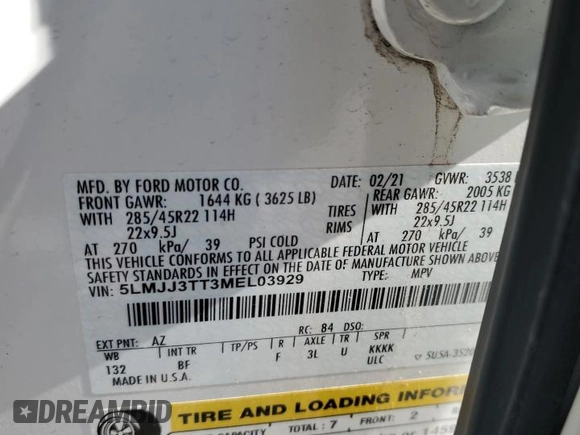 MFD. BY FORD MOTOR CO.
DATE: 02/21 GVWR: 3538
FRONT GAWR: 1644 KG ( 3625 LB)
REAR GAWR: 2005 KG
WITH 285/45R22 114H TIRES WITH 285/45R22 114H
22x9.5J RIMS 22x9.5J
AT 270 kPa/ 39 PSI COLD AT 270 kPa/ 39
THIS VEHICLE CONFORMS TO ALL APPLICABLE FEDERAL MOTOR VEHICLE
SAFETY STANDARDS IN EFFECT ON THE DATE OF MANUFACTURE SHOWN ABOVE.
VIN: 5LMJJ3TT3MEL03929 TYPE: MPV
EXT PNT: AZ RC: 84 DSO:
WB INT TR TP/PS R AXLE TR SPR
132 BF F 3L U KKKK
MADE IN U.S.A. ULC
TIRE AND LOADING INFOR
CAPACITY TOTAL: 7 FRONT: 2
DREAMBID